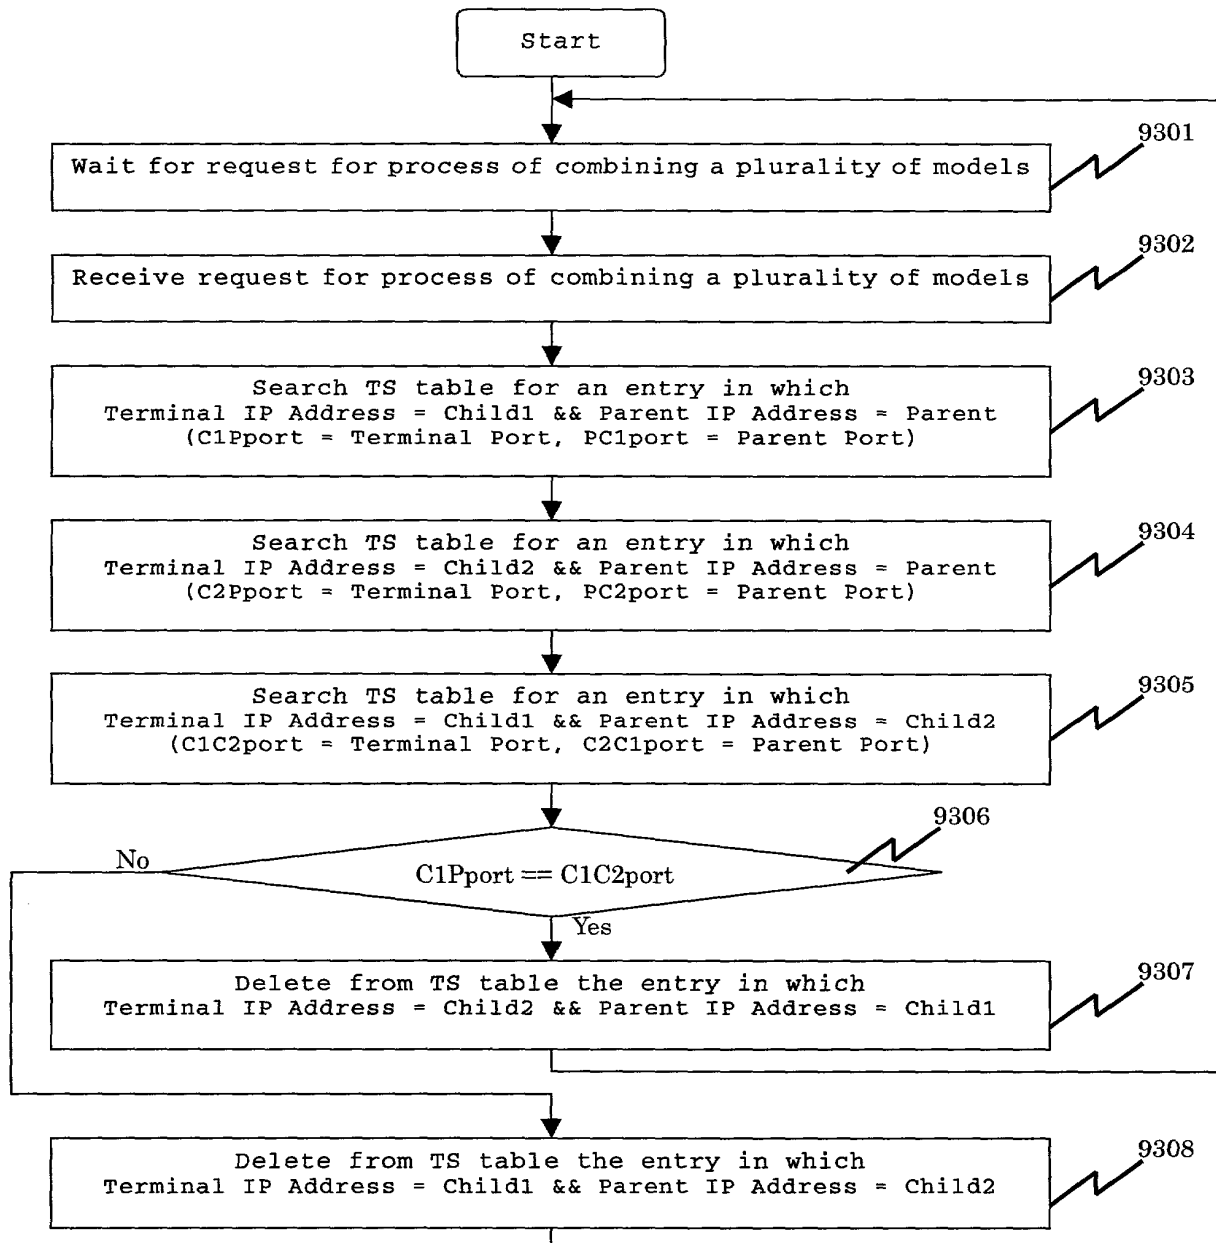 Start
9301
Wait for request for process of combining a plurality of models
9302
Receive request for process of combining a plurality of models
9303
Search TS table for an entry in which
Terminal IP Address = Child1 && Parent IP Address = Parent
(C1Pport = Terminal Port, PC1port = Parent Port)
9304
Search TS table for an entry in which
Terminal IP Address = Child2 && Parent IP Address = Parent
(C2Pport = Terminal Port, PC2port = Parent Port)
9305
Search TS table for an entry in which
Terminal IP Address = Child1 && Parent IP Address = Child2
(C1C2port = Terminal Port, C2C1port = Parent Port)
9306
No
C1Pport == C1C2port
Yes
9307
Delete from TS table the entry in which
Terminal IP Address = Child2 && Parent IP Address = Child1
9308
Delete from TS table the entry in which
Terminal IP Address = Child1 && Parent IP Address = Child2